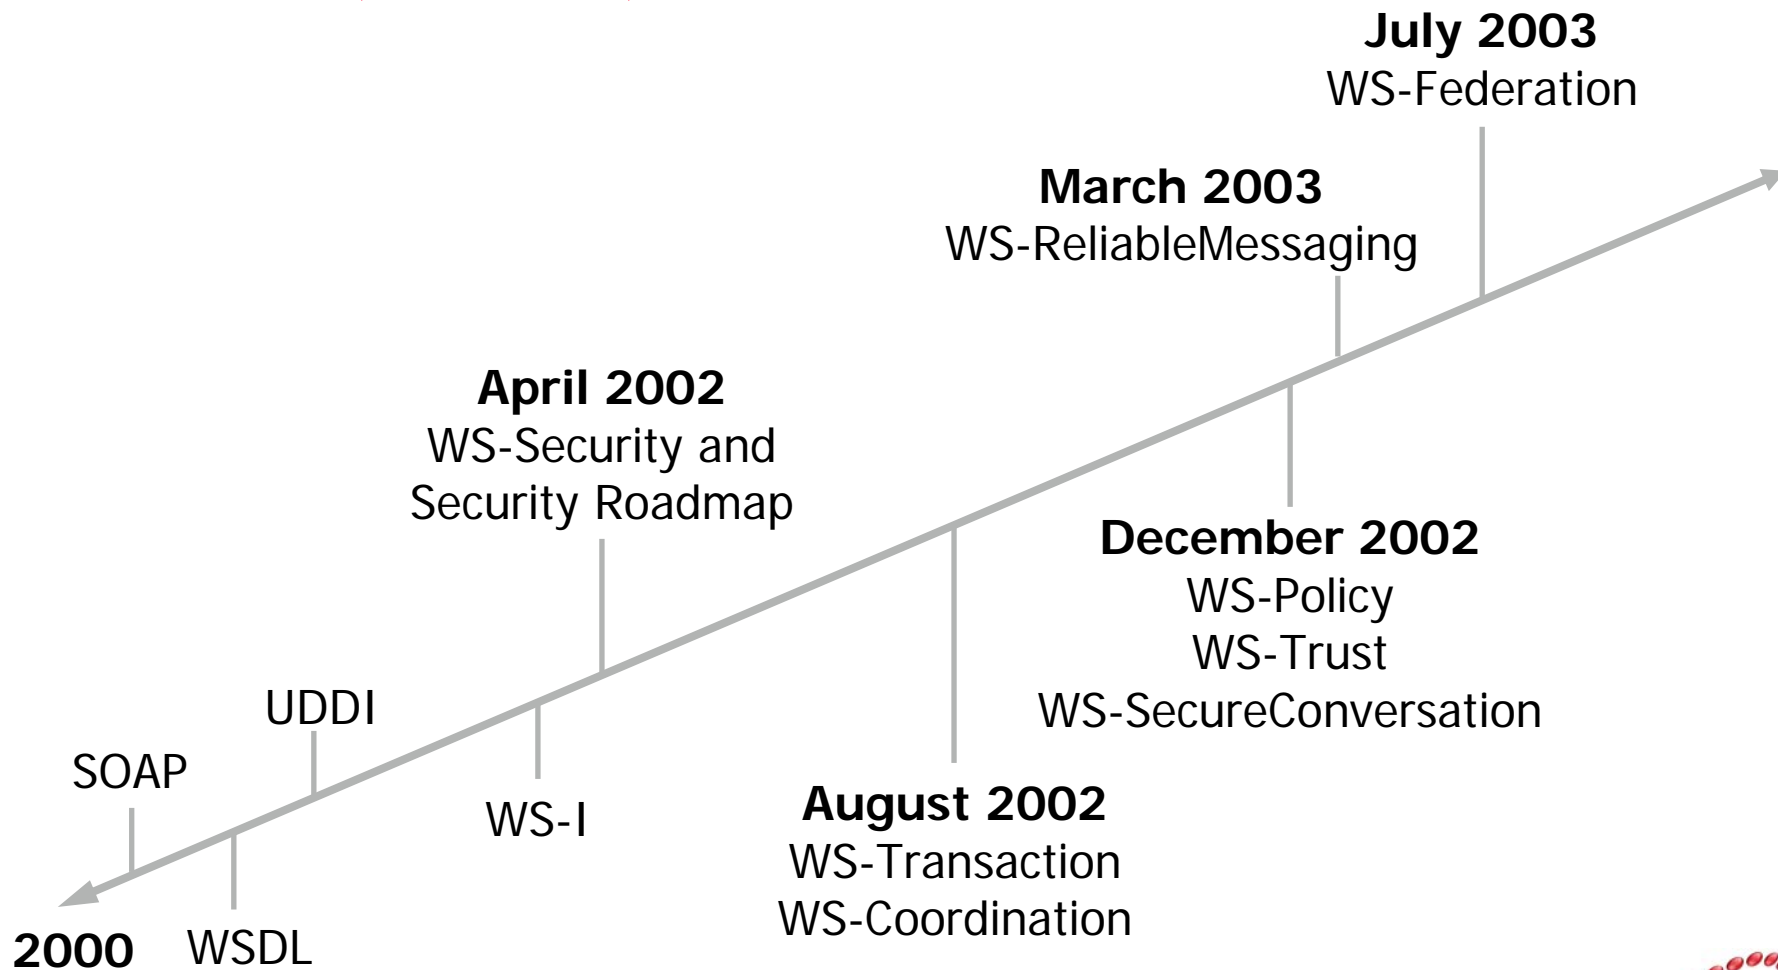 July 2003
WS-Federation
March 2003
WS-ReliableMessaging
April 2002
WS-Security and
Security Roadmap
December 2002
WS-Policy
WS-Trust
WS-SecureConversation
UDDI
SOAP
WS-I
August 2002
WS-Transaction
WS-Coordination
2000
WSDL